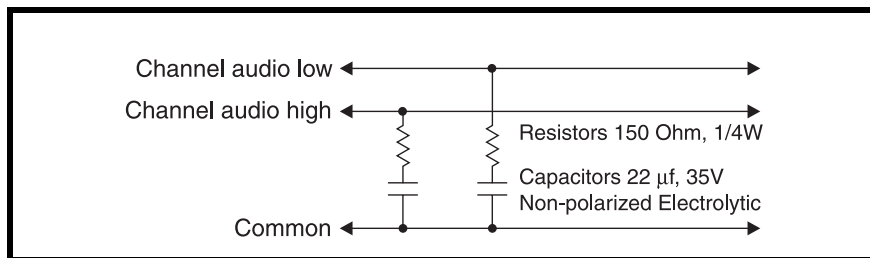 Channel audio low
Channel audio high
Resistors 150 Ohm, 1/4W
Capacitors 22 µf, 35V
Non-polarized Electrolytic
Common